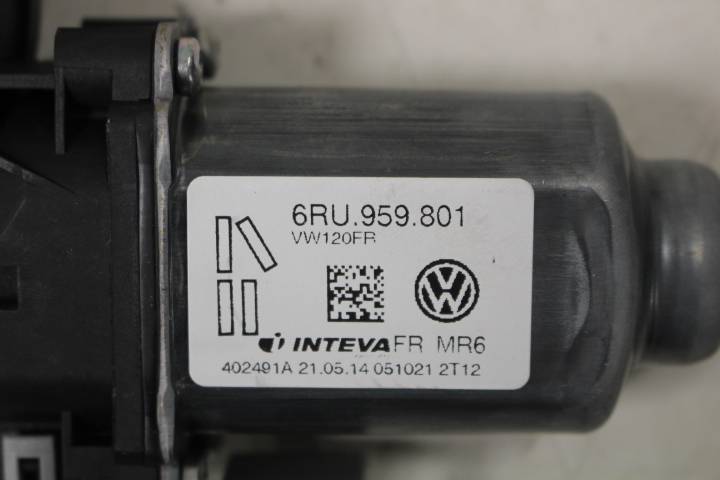 6RU.959.801
VW120FR
INTEVA FR MR6
402491A 21.05.14 051021 2T12